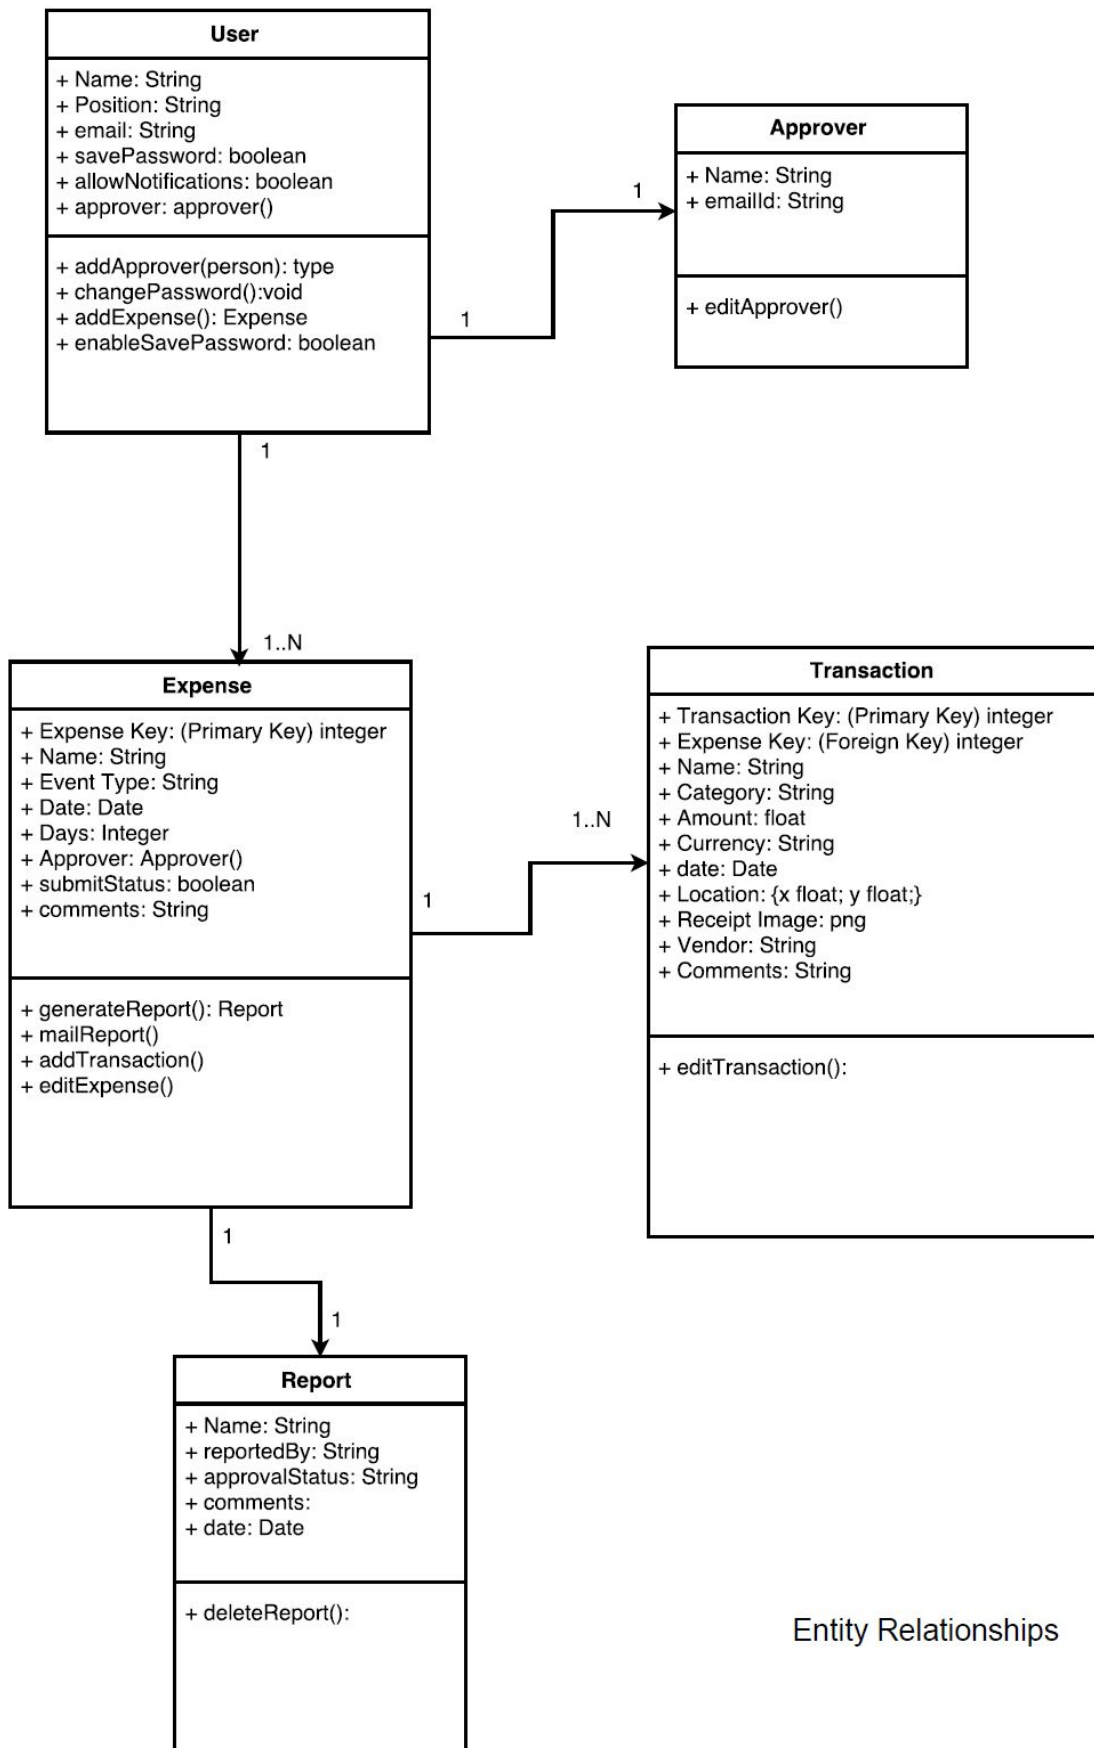 User
+ Name: String
+ Position: String
+ email: String
+ savePassword: boolean
+ allowNotifications: boolean
+ approver: approver()
+ addApprover(person): type
+ changePassword():void
+ addExpense(): Expense
+ enableSavePassword: boolean
Approver
+ Name: String
+ emailId: String
+ editApprover()
1
1
1
1..N
Expense
+ Expense Key: (Primary Key) integer
+ Name: String
+ Event Type: String
+ Date: Date
+ Days: Integer
+ Approver: Approver()
+ submitStatus: boolean
+ comments: String
+ generateReport(): Report
+ mailReport()
+ addTransaction()
+ editExpense()
1..N
1
Transaction
+ Transaction Key: (Primary Key) integer
+ Expense Key: (Foreign Key) integer
+ Name: String
+ Category: String
+ Amount: float
+ Currency: String
+ date: Date
+ Location: {x float; y float;}
+ Receipt Image: png
+ Vendor: String
+ Comments: String
+ editTransaction():
1
1
Report
+ Name: String
+ reportedBy: String
+ approvalStatus: String
+ comments:
+ date: Date
+ deleteReport():
Entity Relationships